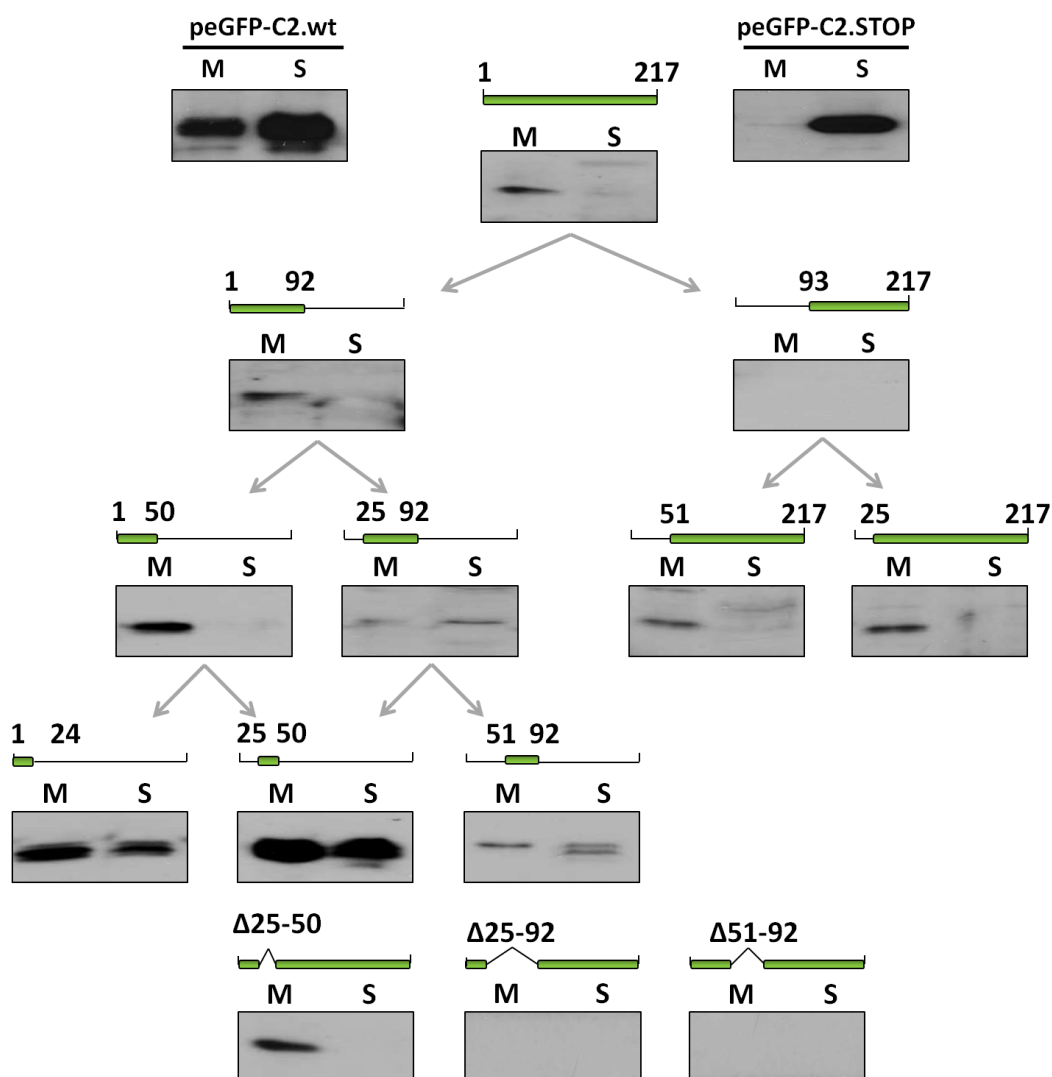 peGFP-C2.wt peGFP-C2.STOP
M S M S
1 217
M S
1 92 93 217
M S M S
1 50 25 92 51 217 25 217
M S M S M S M S
1 24 25 50 51 92
M S M S M S
Δ25-50 Δ25-92 Δ51-92
M S M S M S